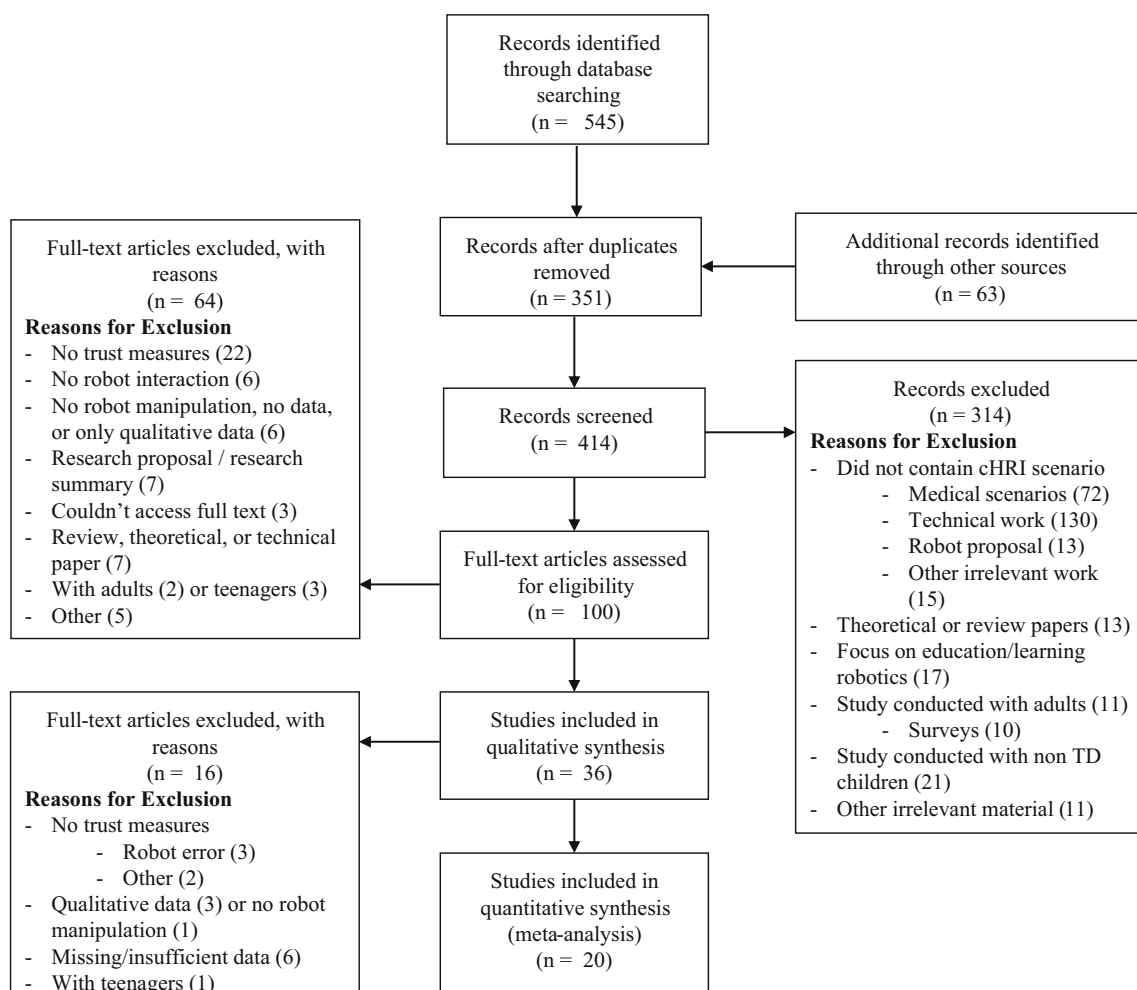 Records identified
through database
searching
(n = 545)
Records after duplicates
removed
(n = 351)
Additional records identified
through other sources
(n = 63)
Records screened
(n = 414)
Records excluded
(n = 314)
Reasons for Exclusion
- Did not contain cHRI scenario
- Medical scenarios (72)
- Technical work (130)
- Robot proposal (13)
- Other irrelevant work
(15)
- Theoretical or review papers (13)
- Focus on education/learning
robotics (17)
- Study conducted with adults (11)
- Surveys (10)
- Study conducted with non TD
children (21)
- Other irrelevant material (11)
Full-text articles assessed
for eligibility
(n = 100)
Full-text articles excluded, with
reasons
(n = 64)
Reasons for Exclusion
- No trust measures (22)
- No robot interaction (6)
- No robot manipulation, no data,
or only qualitative data (6)
- Research proposal / research
summary (7)
- Couldn't access full text (3)
- Review, theoretical, or technical
paper (7)
- With adults (2) or teenagers (3)
- Other (5)
Studies included in
qualitative synthesis
(n = 36)
Full-text articles excluded, with
reasons
(n = 16)
Reasons for Exclusion
- No trust measures
- Robot error (3)
- Other (2)
- Qualitative data (3) or no robot
manipulation (1)
- Missing/insufficient data (6)
- With teenagers (1)
Studies included in
quantitative synthesis
(meta-analysis)
(n = 20)